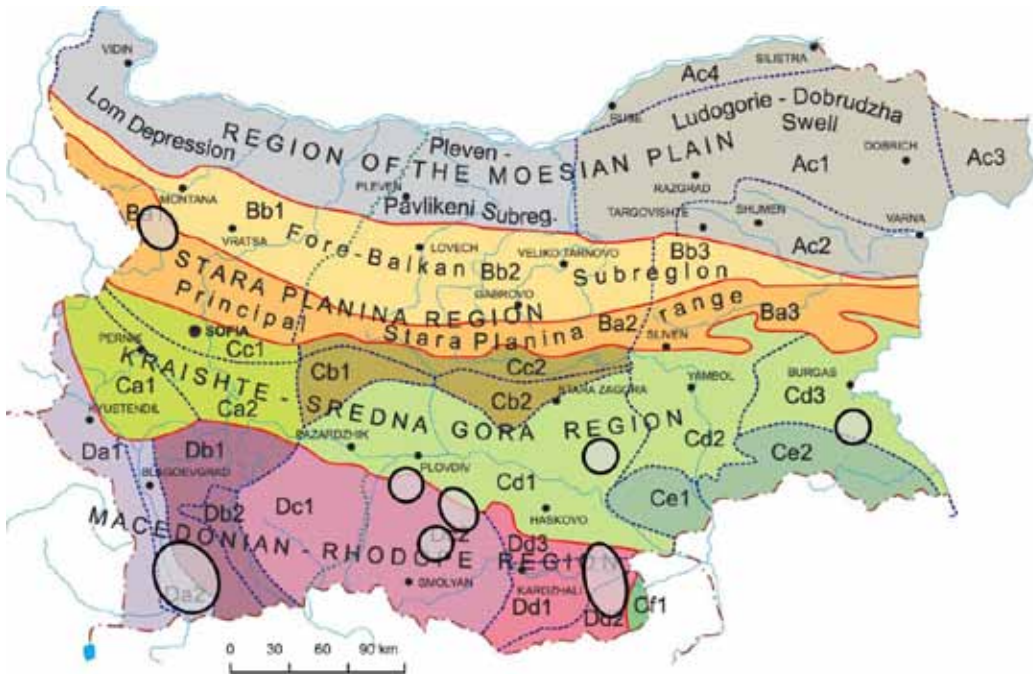 VIDIN
SILISTRA
Ac4
RUSE
Lom Depression
REGION OF THE MOESIAN PLAIN
Pleven -
Pavlikeni Subreg.
Ludogorie - Dobrudzha
Swell
DOBRICH
Ac1
Ac3
RAZGRAD
PLEVEN
MONTANA
TARGOVISHTE
SHUMEN
VARNA
Ac2
Bb1
VRATSA
Fore-Balkan Subregion
LOVECH
Bb2
VELIKO TARNOVO
Bb3
GABROVO
STARA PLANINA REGION
Principal Stara Planina range
Ba2
Ba3
SLIVEN
SOFIA
PERNIK
Cc1
Cc2
Cb1
Cb2
STARA ZAGORA
YAMBOL
BURGAS
Ca1
Ca2
KRAISHTE - SREDNA GORA REGION
Cd3
KYUSTENDIL
Cd2
PAZARDZHIK
PLOVDIV
Da1
Db1
BLAGOEVGRAD
Cd1
Ce2
Ce1
Db2
Dc1
HASKOVO
MACEDONIAN - RHODOPE REGION
Dd3
SMOLYAN
KARDZHALI
Da2
Dd1
Dd2
Cf1
0 30 60 90 km